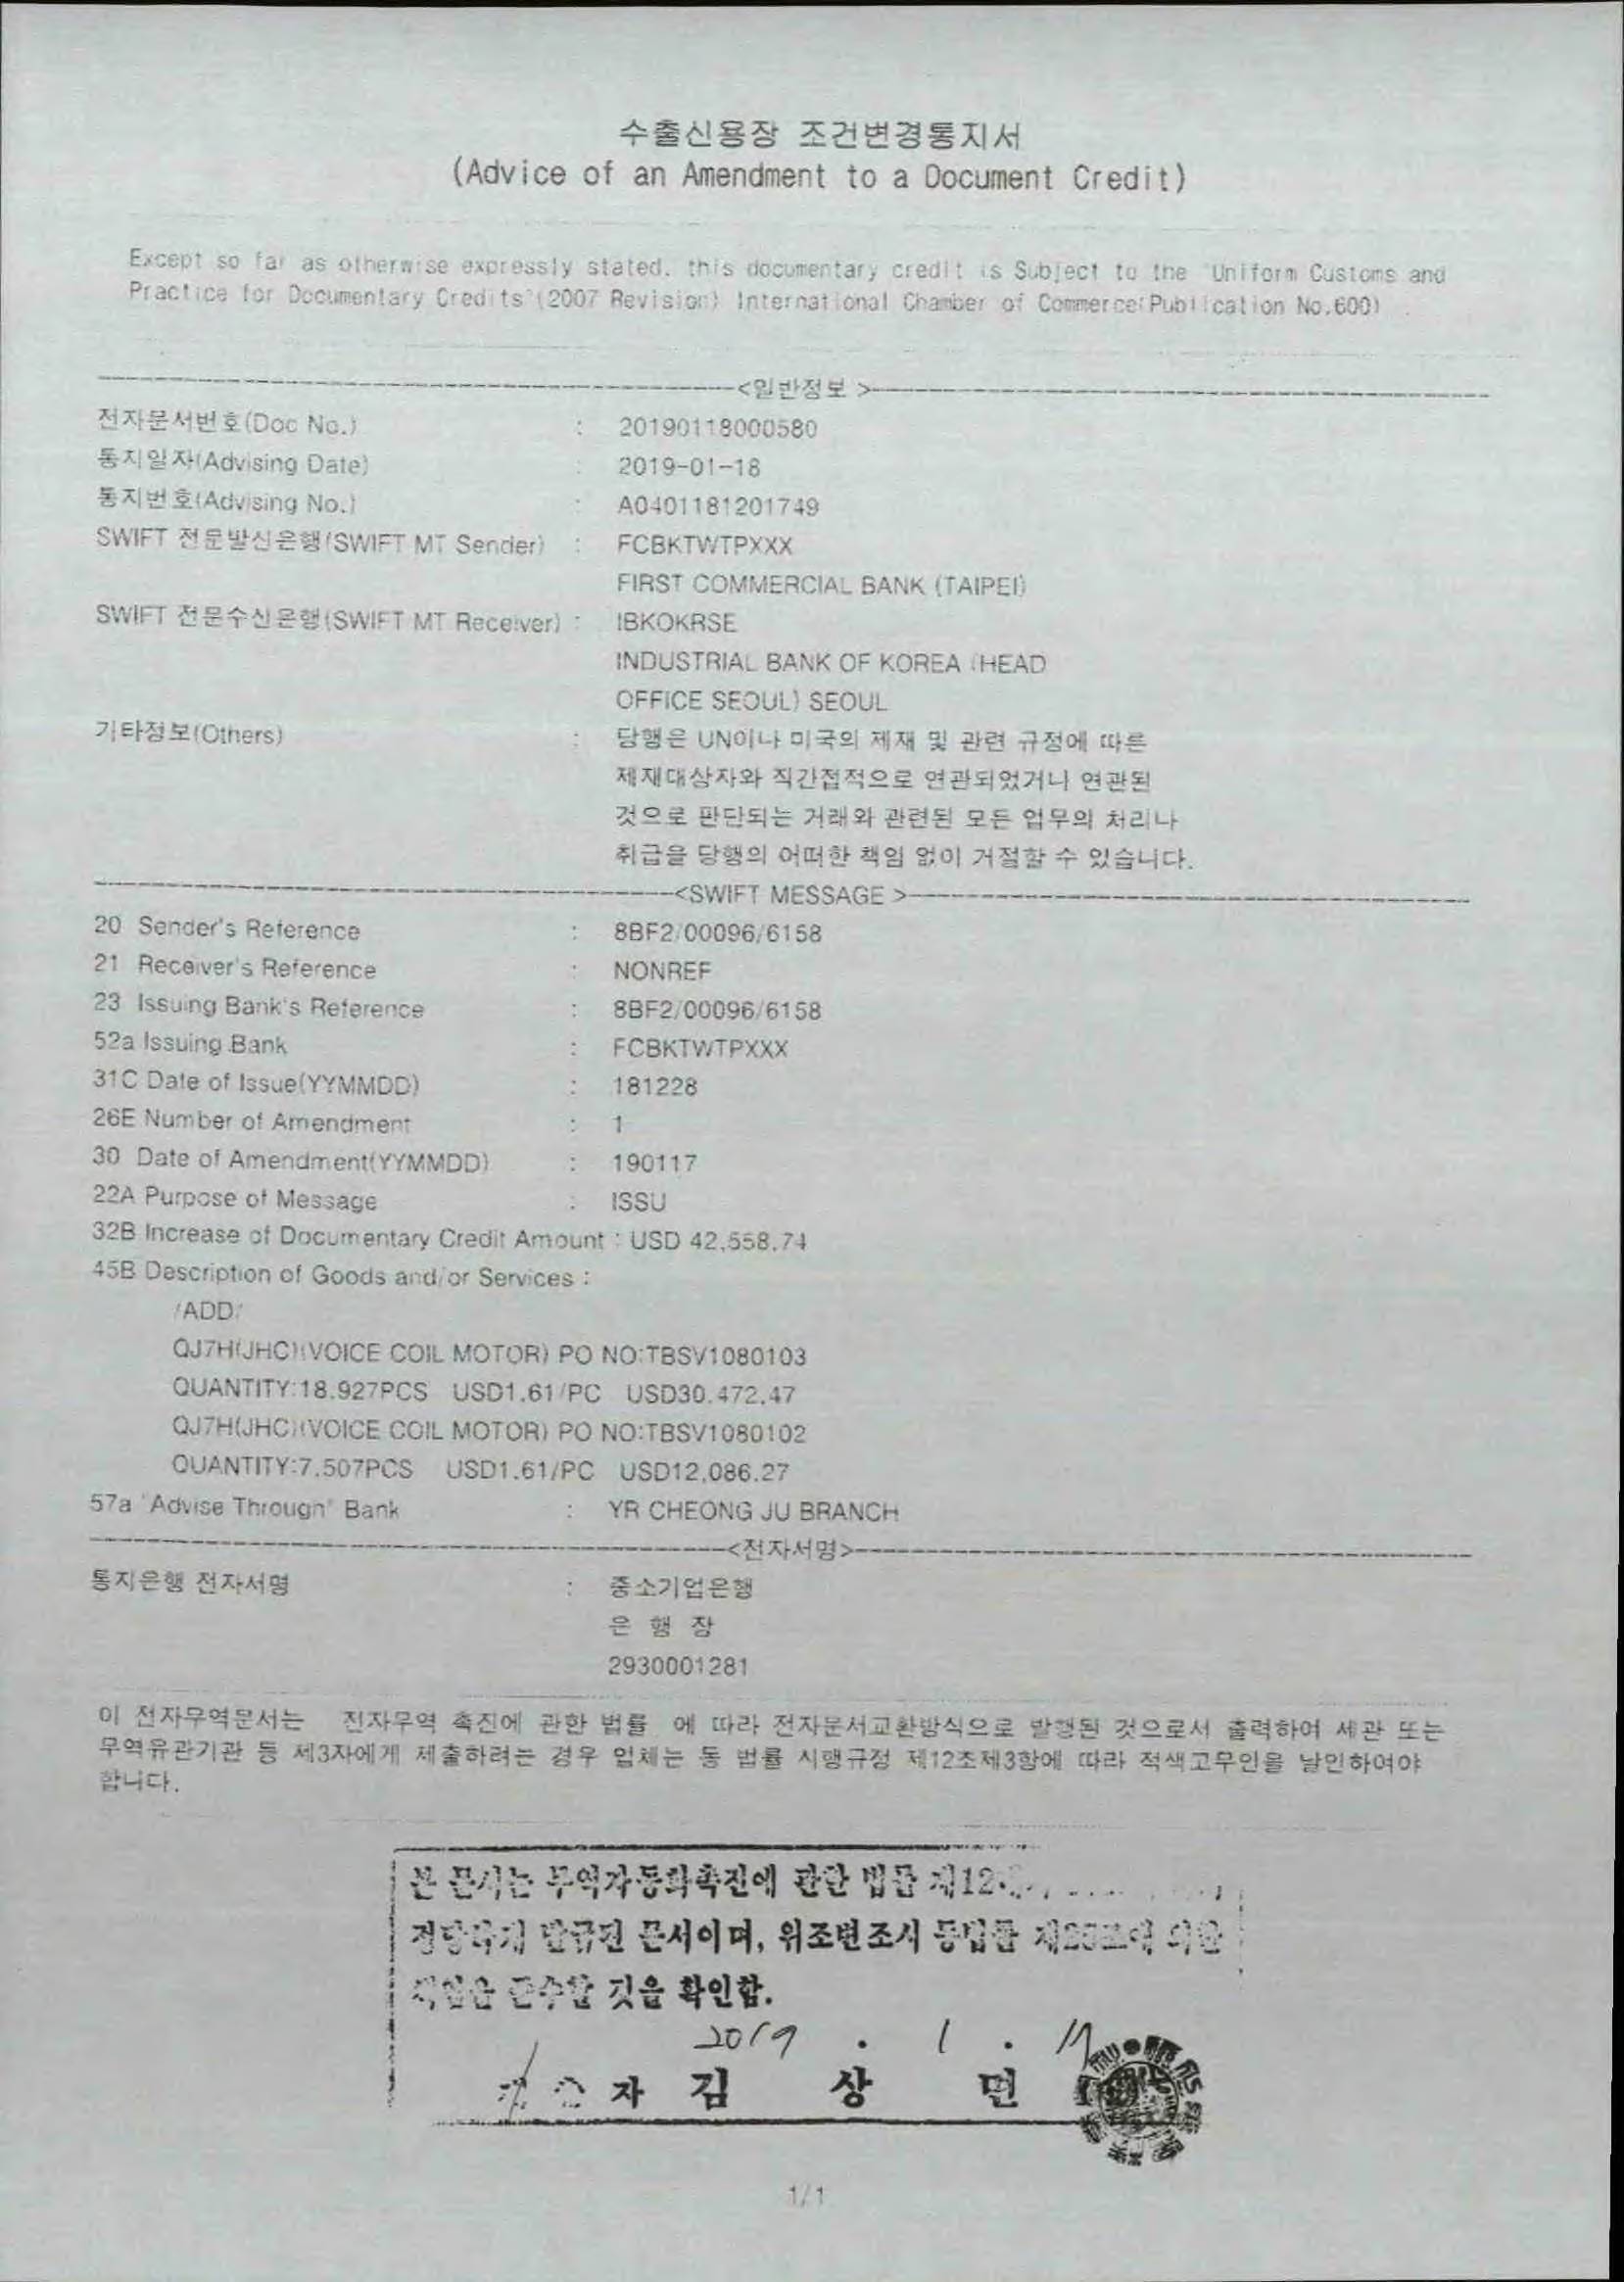 수출신용장 조건변경통지서
(Advice of an Amendment to a Document Credit)
Except so far as otherwise expressly stated, this documentary credit is Subject to the "Uniform Customs and
Practice for Documentary Credits"(2007 Revision) International Chamber of Commerce(Publication No.600)
<일반정보 >
전자문서번호(Doc No.) : 20190118000580
통지일자(Advising Date) : 2019-01-18
통지번호(Advising No.) : A0401181201749
SWIFT 전문발신은행(SWIFT MT Sender) : FCBKTWTPXXX
FIRST COMMERCIAL BANK (TAIPEI)
SWIFT 전문수신은행(SWIFT MT Receiver) : IBKOKRSE
INDUSTRIAL BANK OF KOREA (HEAD
OFFICE SEOUL) SEOUL
기타정보(Others) : 당행은 UN이나 미국의 제재 및 관련 규정에 따른
제재대상자와 직간접적으로 연관되었거나 연관된
것으로 판단되는 거래와 관련된 모든 업무의 처리나
취급을 당행의 어떠한 책임 없이 거절할 수 있습니다.
<SWIFT MESSAGE >
20 Sender's Reference : 8BF2/00096/6158
21 Receiver's Reference : NONREF
23 Issuing Bank's Reference : 8BF2/00096/6158
52a Issuing Bank : FCBKTWTPXXX
31C Date of Issue(YYMMDD) : 181228
26E Number of Amendment : 1
30 Date of Amendment(YYMMDD) : 190117
22A Purpose of Message : ISSU
32B Increase of Documentary Credit Amount : USD 42,558.74
45B Description of Goods and/or Services :
/ADD/
QJ7H(JHC)(VOICE COIL MOTOR) PO NO:TBSV1080103
QUANTITY:18,927PCS USD1.61/PC USD30,472.47
QJ7H(JHC)(VOICE COIL MOTOR) PO NO:TBSV1080102
QUANTITY:7,507PCS USD1.61/PC USD12,086.27
57a 'Advise Through' Bank : YR CHEONG JU BRANCH
<전자서명>
통지은행 전자서명 : 중소기업은행
은 행 장
2930001281
이 전자무역문서는 전자무역 촉진에 관한 법률 에 따라 전자문서교환방식으로 발행된 것으로서 출력하여 세관 또는
무역유관기관 등 제3자에게 제출하려는 경우 업체는 동 법률 시행규정 제12조제3항에 따라 적색고무인을 날인하여야
합니다.
본 문서는 무역자동화촉진에 관한 법률 제12
정당하게 발급된 문서이며, 위조변조시 동법률 의한
것을 확인함.
2019 . 1 .
자 김 상 민
1/1